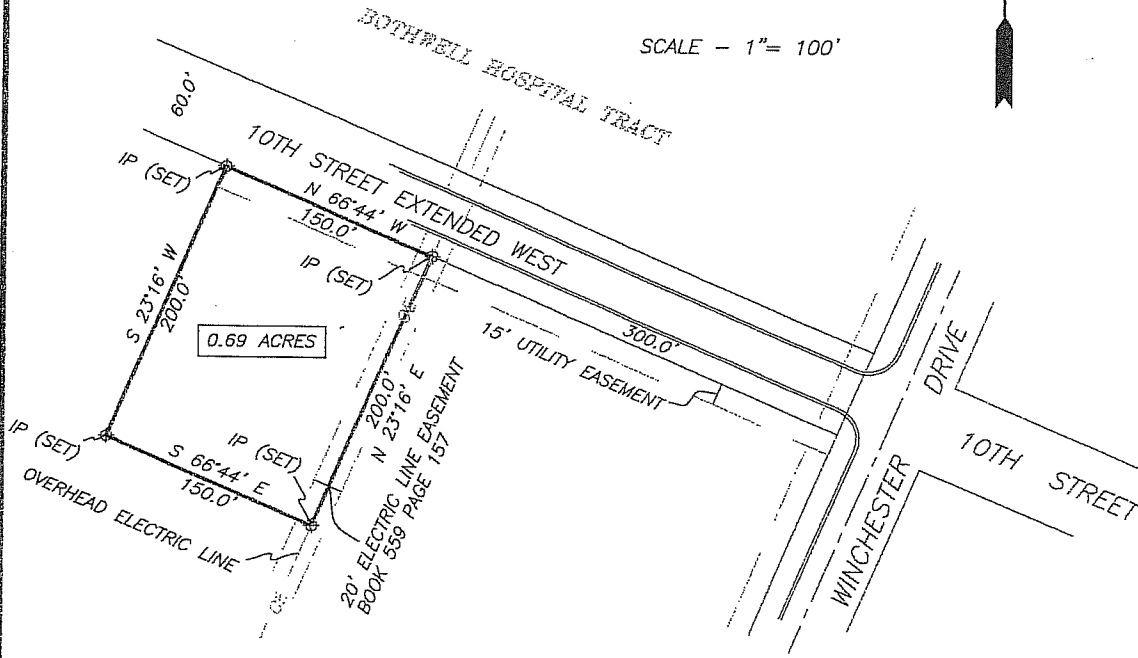 BOTHWELL HOSPITAL TRACT
SCALE - 1"= 100'
60.0'
10TH STREET EXTENDED WEST
IP (SET)
N 66°44' W
150.0'
IP (SET)
S 23°16' W
200.0'
0.69 ACRES
300.0'
15' UTILITY EASEMENT
200.0'
N 23°16' E
20' ELECTRIC LINE EASEMENT
BOOK 559 PAGE 157
IP (SET)
IP (SET)
S 66°44' E
150.0'
OVERHEAD ELECTRIC LINE
OE
WINCHESTER DRIVE
10TH STREET